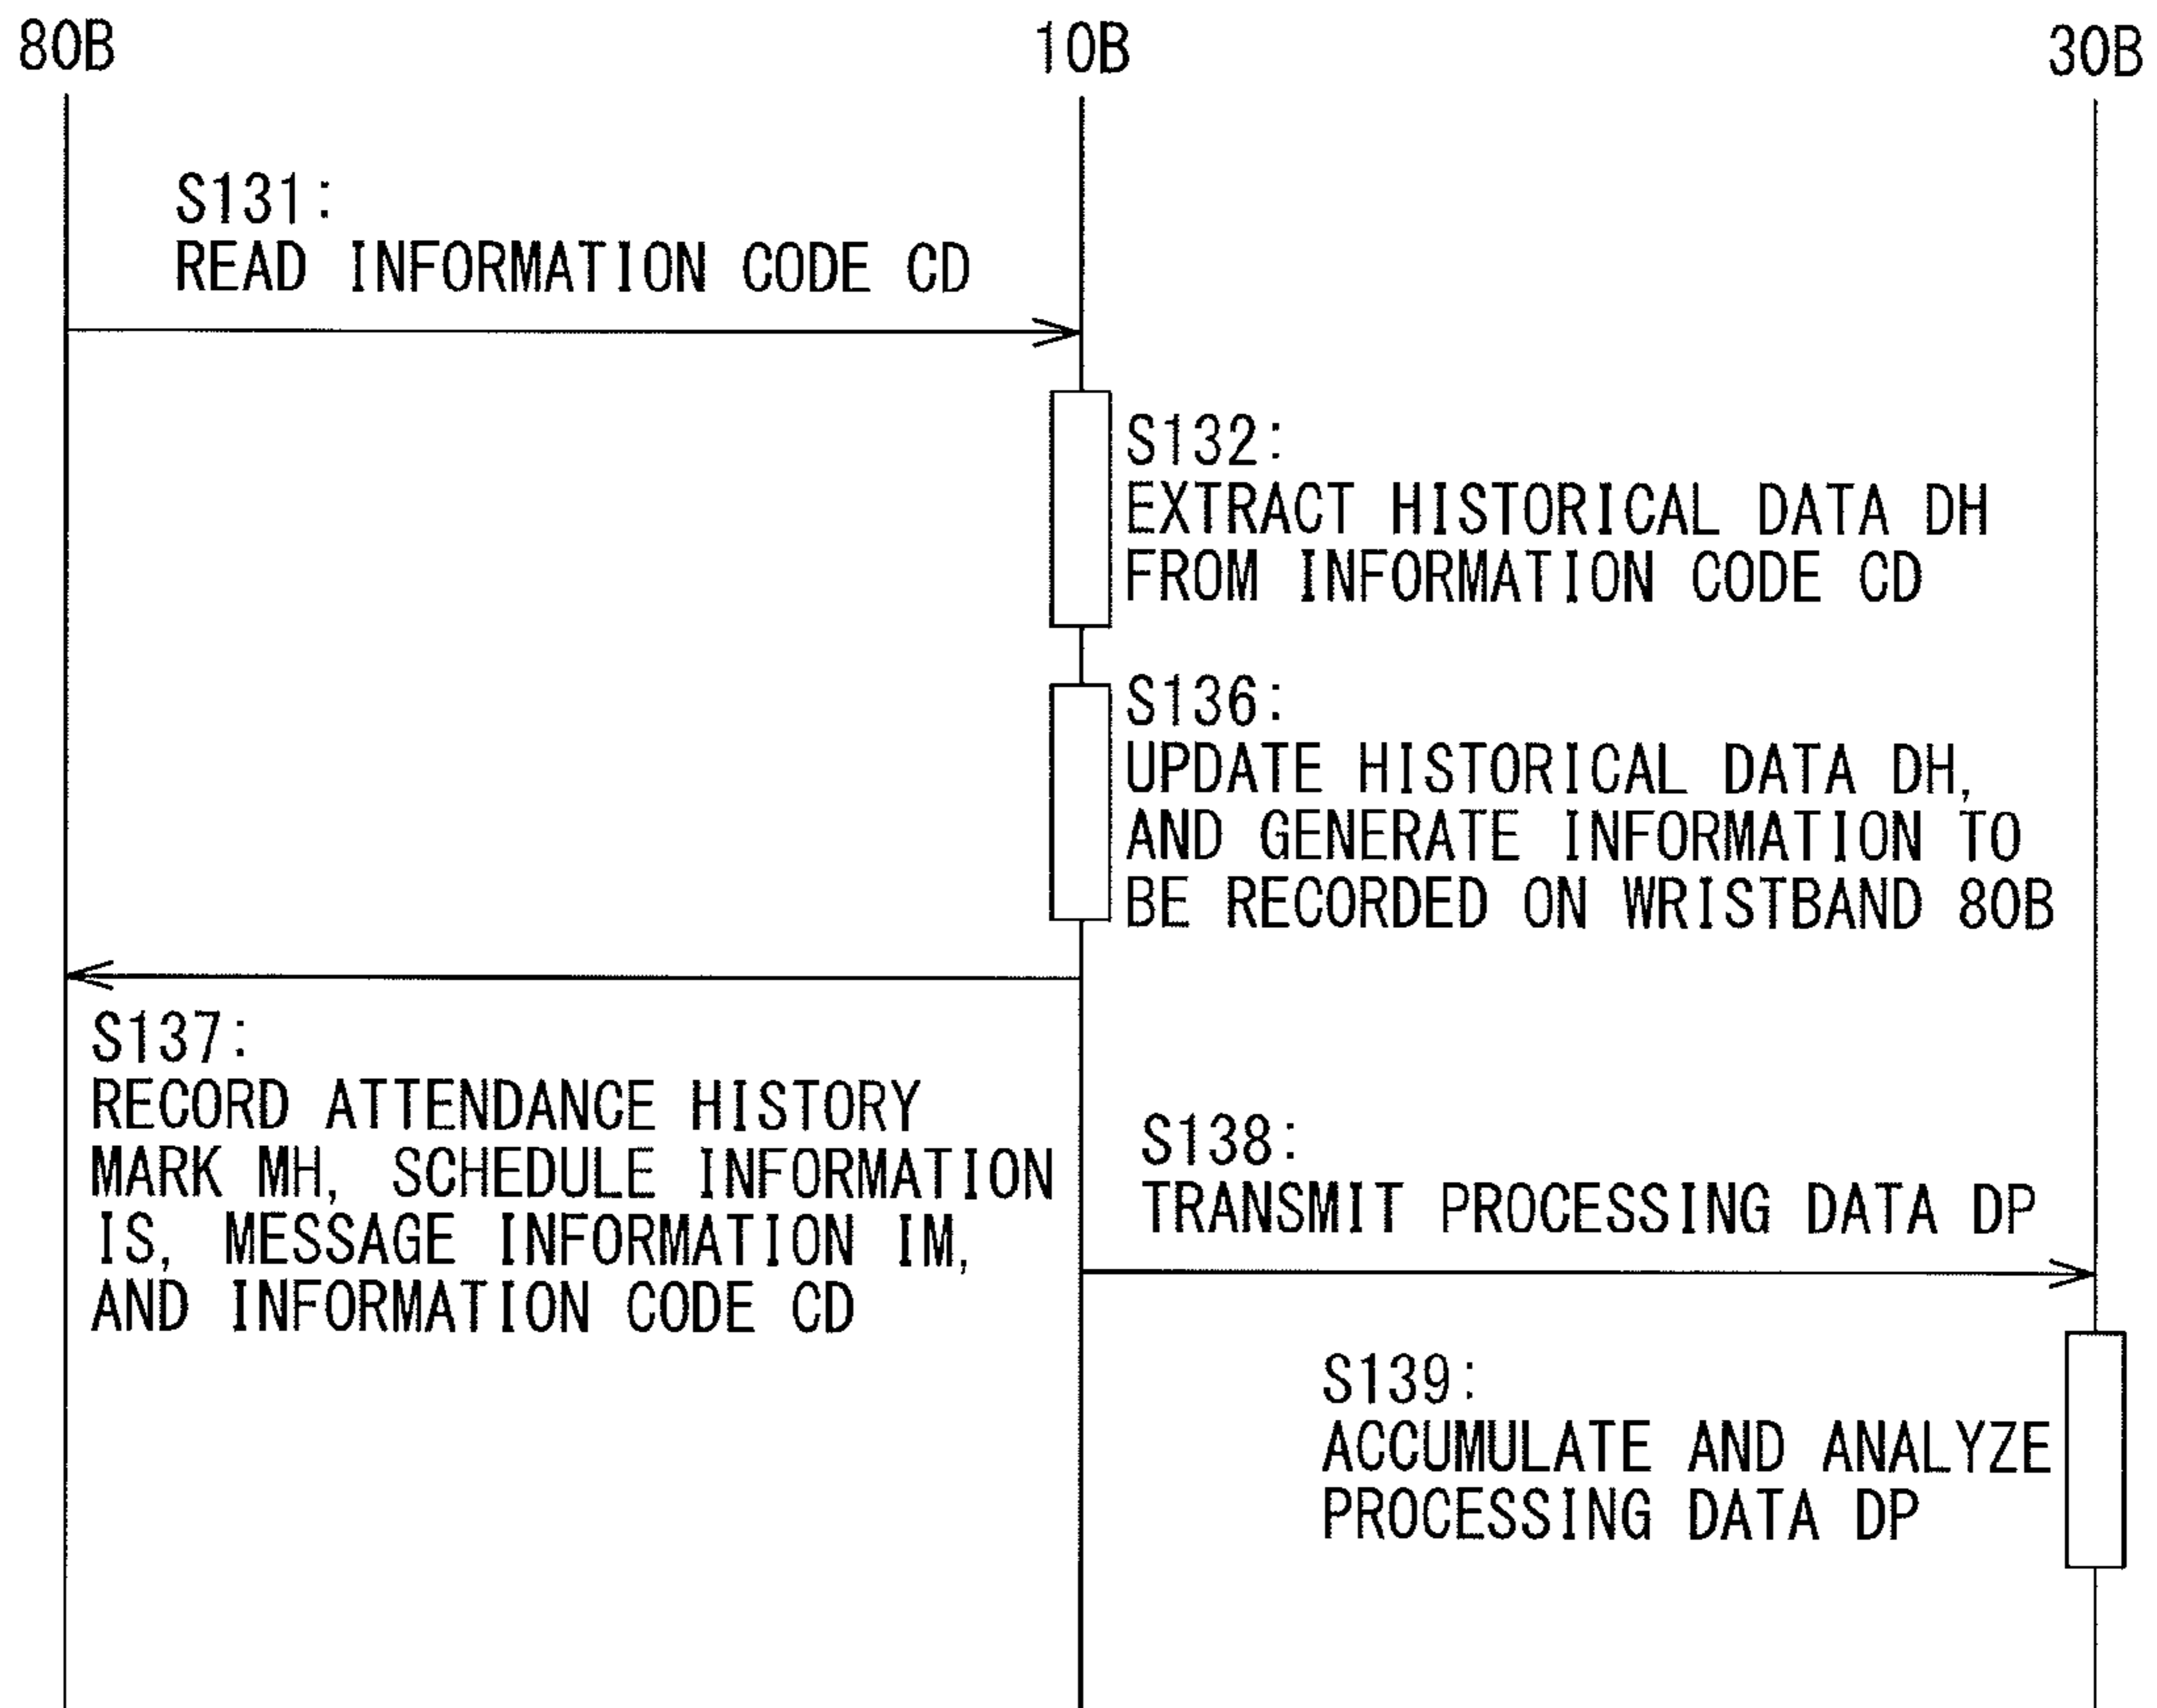 80B
10B
30B
S131:
READ INFORMATION CODE CD
S132:
EXTRACT HISTORICAL DATA DH
FROM INFORMATION CODE CD
S136:
UPDATE HISTORICAL DATA DH,
AND GENERATE INFORMATION TO
BE RECORDED ON WRISTBAND 80B
S137:
RECORD ATTENDANCE HISTORY
MARK MH, SCHEDULE INFORMATION
IS, MESSAGE INFORMATION IM,
AND INFORMATION CODE CD
S138:
TRANSMIT PROCESSING DATA DP
S139:
ACCUMULATE AND ANALYZE
PROCESSING DATA DP